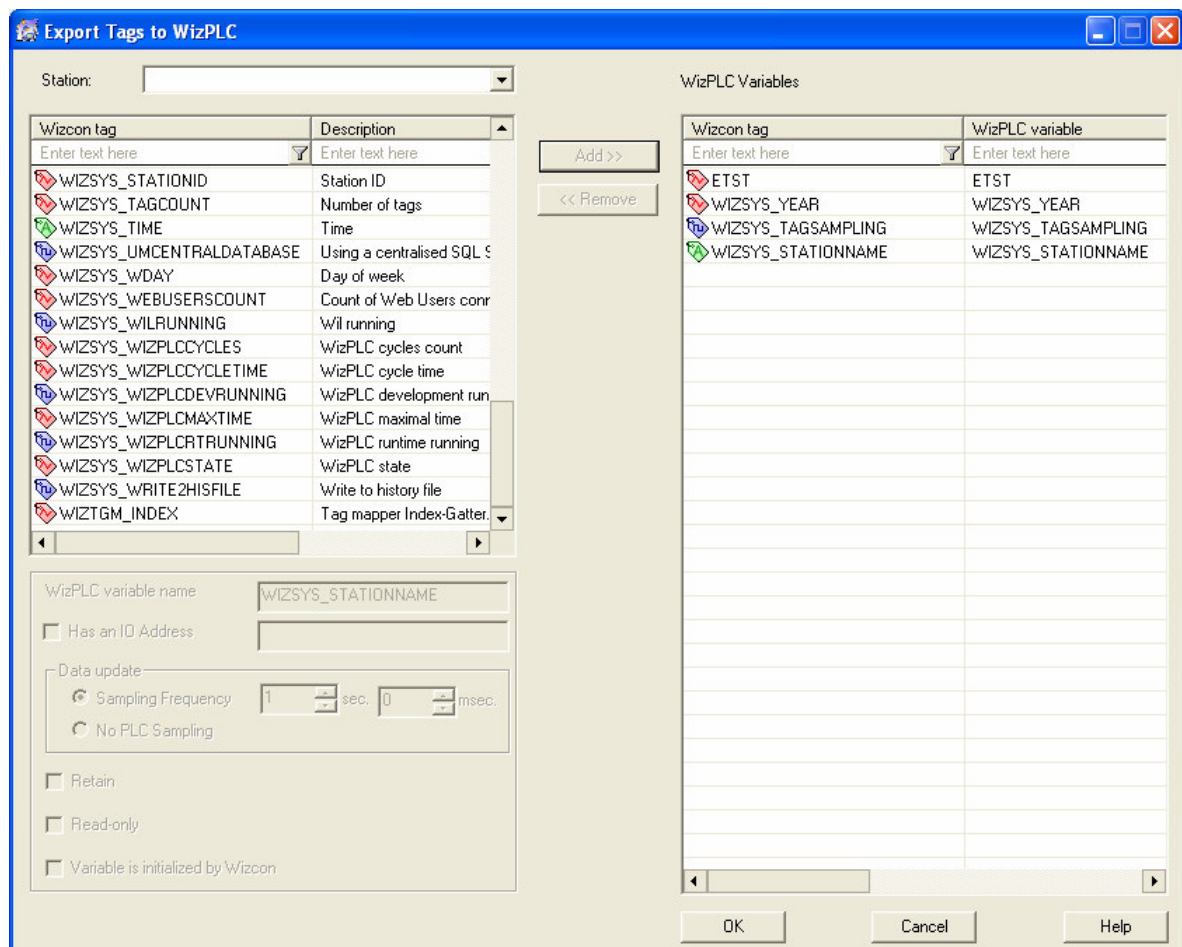 Export Tags to WizPLC
Station:
Wizcon tag Description
Enter text here Enter text here
WIZSYS_STATIONID Station ID
WIZSYS_TAGCOUNT Number of tags
WIZSYS_TIME Time
WIZSYS_UMCENTRALDATABASE Using a centralised SQL S
WIZSYS_WDAY Day of week
WIZSYS_WEBUSERSCOUNT Count of Web Users conr
WIZSYS_WILRUNNING Wil running
WIZSYS_WIZPLCCYCLES WizPLC cycles count
WIZSYS_WIZPLCCYCLETIME WizPLC cycle time
WIZSYS_WIZPLCDEVRUNNING WizPLC development run
WIZSYS_WIZPLCMAXTIME WizPLC maximal time
WIZSYS_WIZPLCRTRUNNING WizPLC runtime running
WIZSYS_WIZPLCSTATE WizPLC state
WIZSYS_WRITE2HISFILE Write to history file
WIZTGM_INDEX Tag mapper Index-Gatter.
WizPLC variable name WIZSYS_STATIONNAME
Has an IO Address
Data update
Sampling Frequency 1 sec. 0 msec.
No PLC Sampling
Retain
Read-only
Variable is initialized by Wizcon
Add >>
<< Remove
WizPLC Variables
Wizcon tag WizPLC variable
Enter text here Enter text here
ETST ETST
WIZSYS_YEAR WIZSYS_YEAR
WIZSYS_TAGSAMPLING WIZSYS_TAGSAMPLING
WIZSYS_STATIONNAME WIZSYS_STATIONNAME
OK Cancel Help